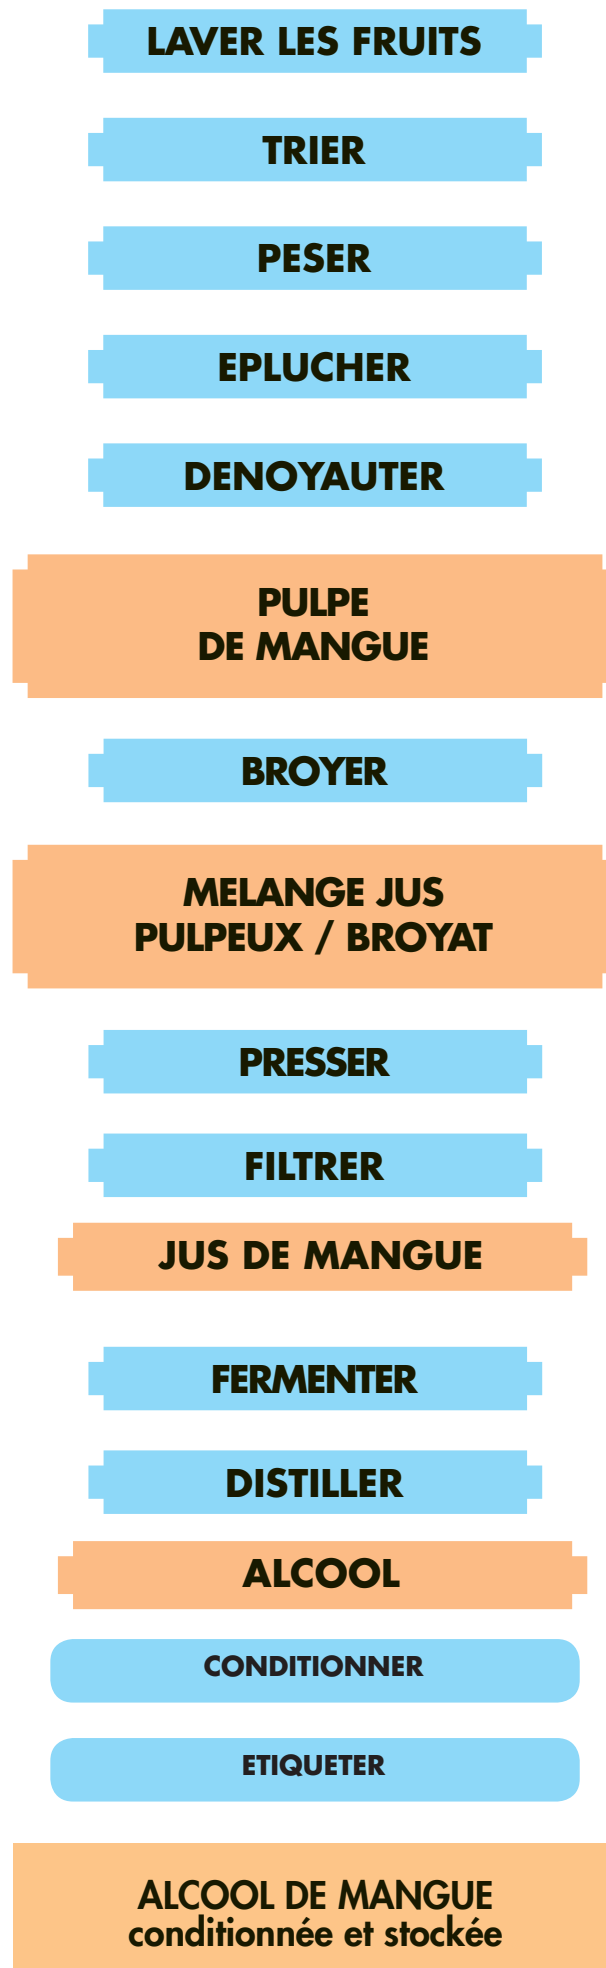 LAVER LES FRUITS
TRIER
PESER
EPLUCHER
DENOYAUTER
PULPE
DE MANGUE
BROYER
MELANGE JUS
PULPEUX / BROYAT
PRESSER
FILTRER
JUS DE MANGUE
FERMENTER
DISTILLER
ALCOOL
CONDITIONNER
ETIQUETER
ALCOOL DE MANGUE
conditionnée et stockée